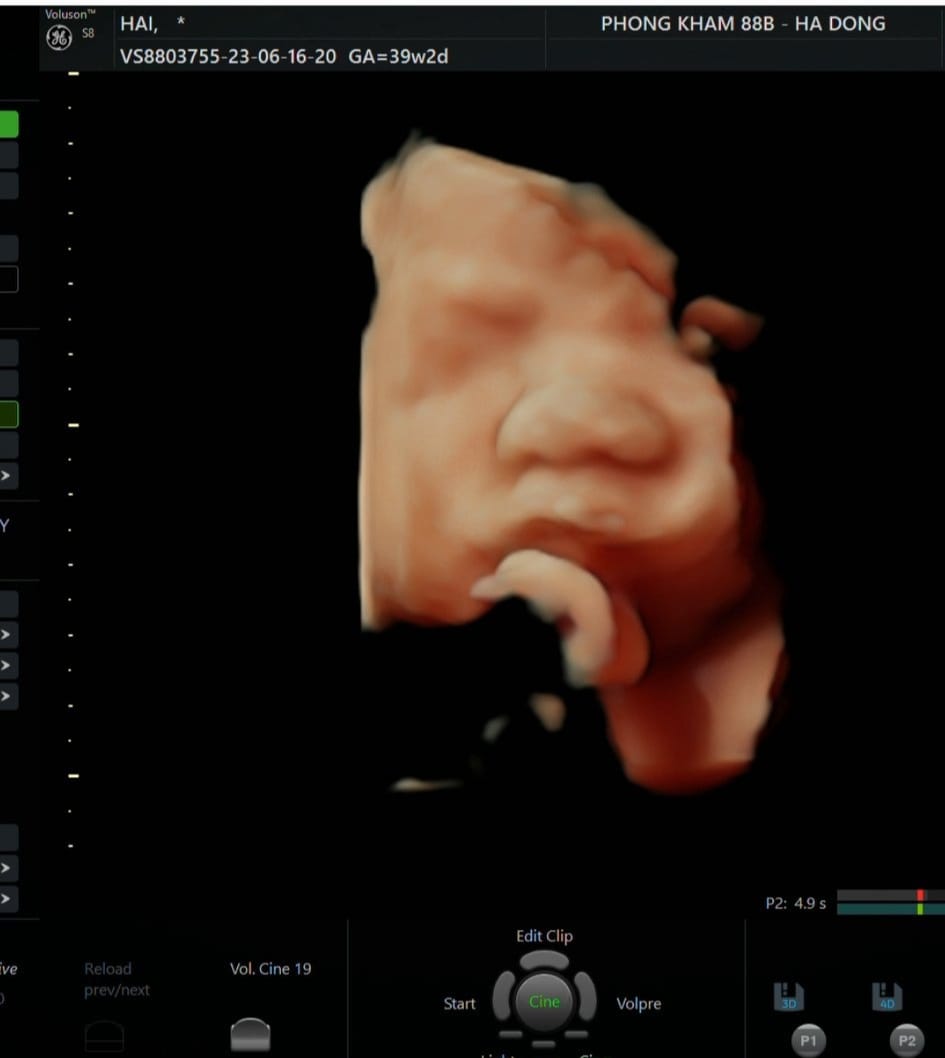 Voluson™
S8
HAI, *
PHONG KHAM 88B - HA DONG
VS8803755-23-06-16-20 GA=39w2d
Y
P2: 4.9 s
Edit Clip
ive
Reload
prev/next
Vol. Cine 19
Start
Cine
Volpre
3D
4D
P1
P2